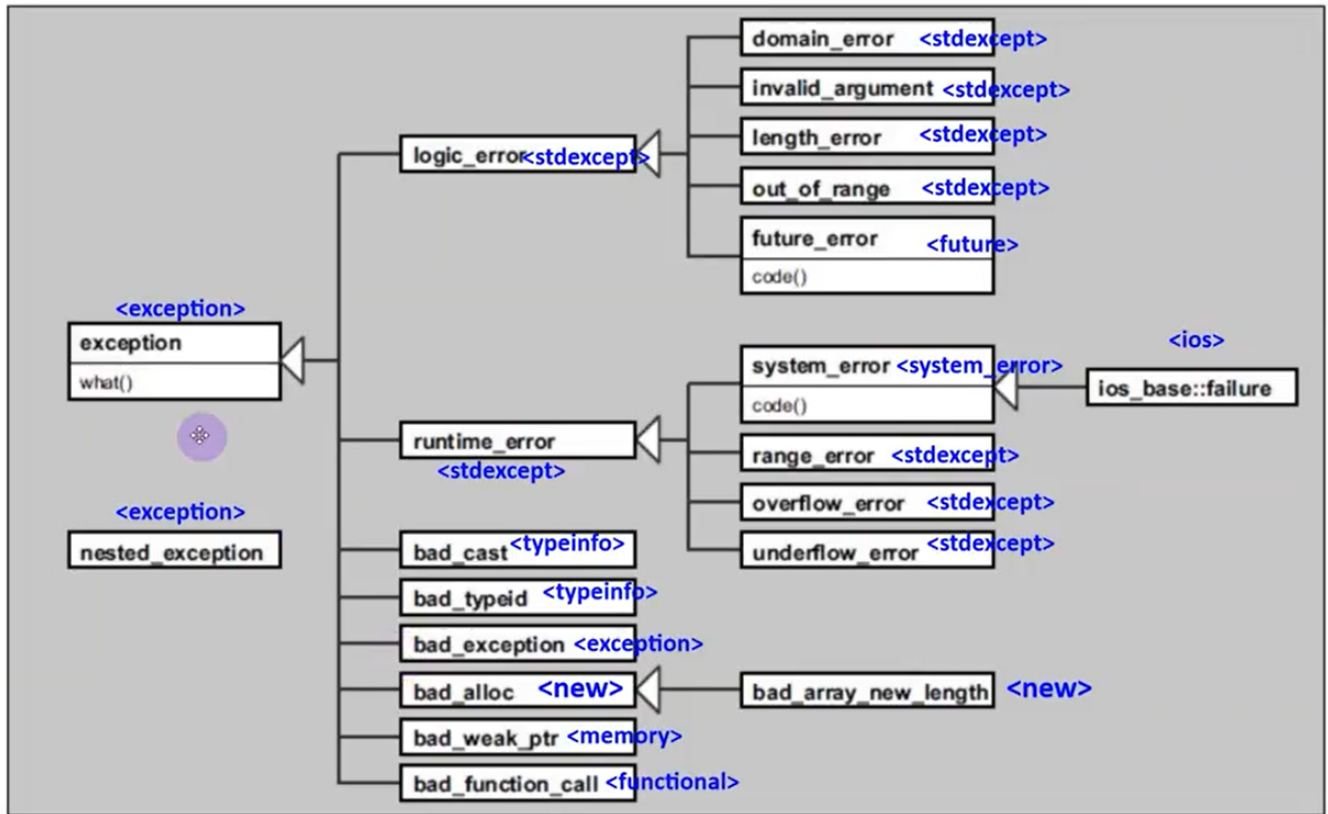 <exception>
exception
what()
<exception>
nested_exception
logic_error <stdexcept>
runtime_error
<stdexcept>
bad_cast <typeinfo>
bad_typeid <typeinfo>
bad_exception <exception>
bad_alloc <new>
bad_weak_ptr <memory>
bad_function_call <functional>
domain_error <stdexcept>
invalid_argument <stdexcept>
length_error <stdexcept>
out_of_range <stdexcept>
future_error <future>
code()
system_error <system_error>
code()
range_error <stdexcept>
overflow_error <stdexcept>
underflow_error <stdexcept>
bad_array_new_length <new>
<ios>
ios_base::failure